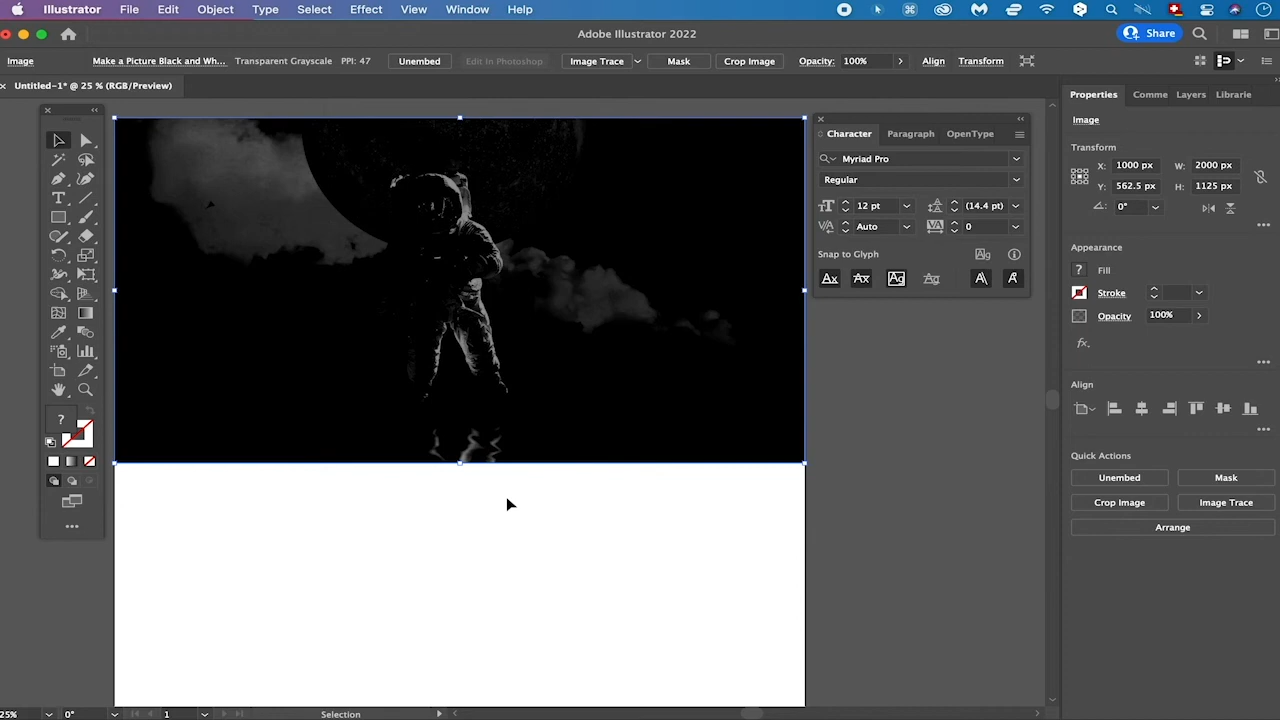 Illustrator File Edit Object Type Select Effect View Window Help
Adobe Illustrator 2022
Share
Image Make a Picture Black and Wh... Transparent Grayscale PPI: 47 Unembed Edit In Photoshop Image Trace Mask Crop Image Opacity: 100% Align Transform
Untitled-1* @ 25 % (RGB/Preview)
Properties Comme Layers Librarie
Image
Character Paragraph OpenType
Myriad Pro
Regular
12 pt (14.4 pt)
Auto 0
Snap to Glyph
Transform
X: 1000 px W: 2000 px
Y: 562.5 px H: 1125 px
0°
Appearance
? Fill
Stroke
Opacity 100%
fx.
Align
Quick Actions
Unembed Mask
Crop Image Image Trace
Arrange
?
25% 0° 1 Selection